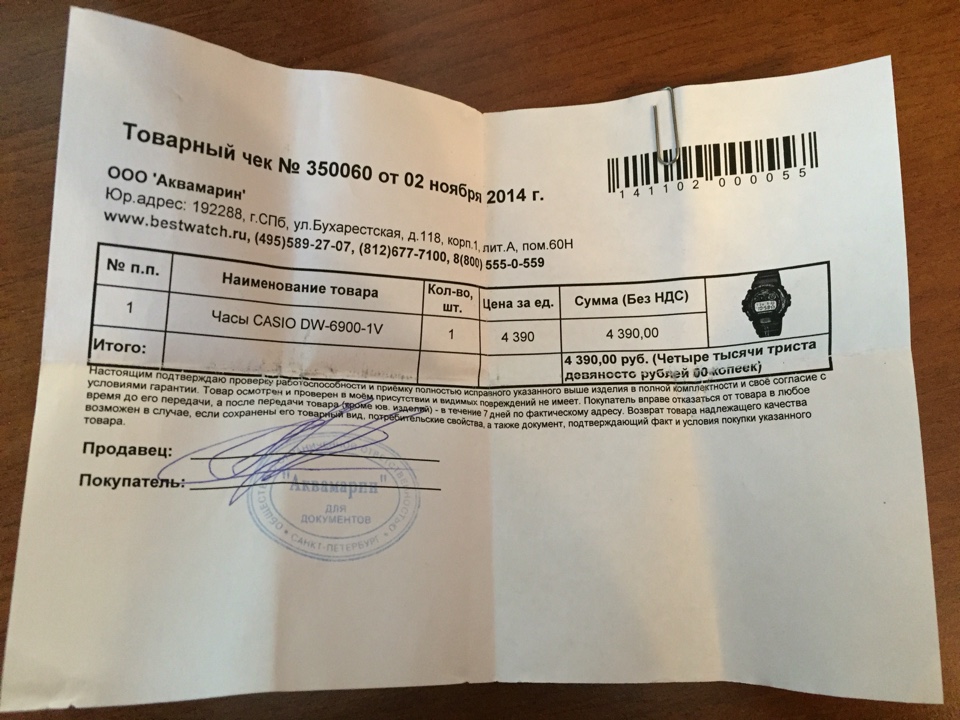 Товарный чек № 350060 от 02 ноября 2014 г.
141102 000055
ООО 'Аквамарин'
Юр.адрес: 192288, г.СПб, ул.Бухарестская, д.118, корп.1, лит.А, пом.60Н
www.bestwatch.ru, (495)589-27-07, (812)677-7100, 8(800) 555-0-559
№ п.п. Наименование товара Кол-во, шт. Цена за ед. Сумма (Без НДС)
1 Часы CASIO DW-6900-1V 1 4 390 4 390,00
Итого: 4 390,00 руб. (Четыре тысячи триста
девяносто рублей 00 копеек)
Настоящим подтверждаю проверку работоспособности и приёмку полностью исправного указанного выше изделия в полной комплектности и своё согласие с
условиями гарантии. Товар осмотрен и проверен в моём присутствии и видимых повреждений не имеет. Покупатель вправе отказаться от товара в любое
время до его передачи, а после передачи товара (кроме юв. изделий) - в течение 7 дней по фактическому адресу. Возврат товара надлежащего качества
возможен в случае, если сохранены его товарный вид, потребительские свойства, а также документ, подтверждающий факт и условия покупки указанного
товара.
Продавец:
Покупатель:
"Аквамарин"
ДЛЯ
ДОКУМЕНТОВ
САНКТ-ПЕТЕРБУРГ